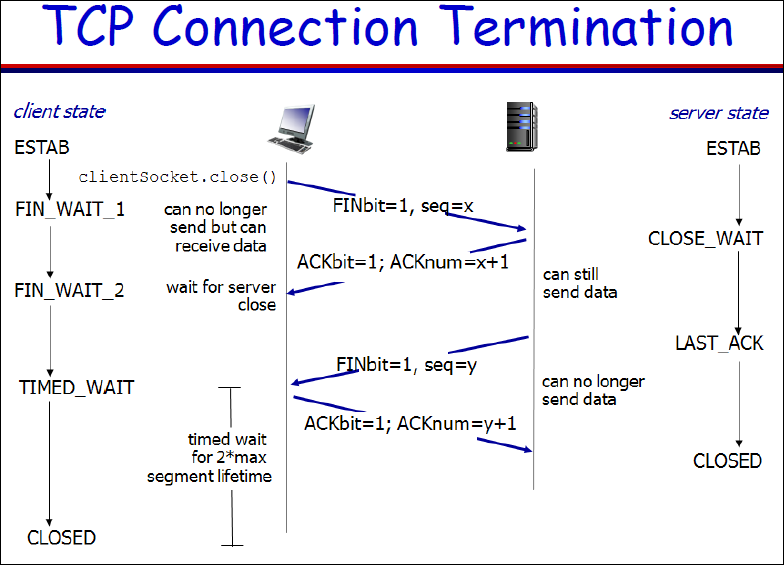 TCP Connection Termination
client state
server state
ESTAB
ESTAB
clientSocket.close()
FIN_WAIT_1
can no longer
send but can
receive data
FINbit=1, seq=x
CLOSE_WAIT
ACKbit=1; ACKnum=x+1
can still
send data
FIN_WAIT_2
wait for server
close
LAST_ACK
FINbit=1, seq=y
TIMED_WAIT
can no longer
send data
ACKbit=1; ACKnum=y+1
timed wait
for 2*max
segment lifetime
CLOSED
CLOSED